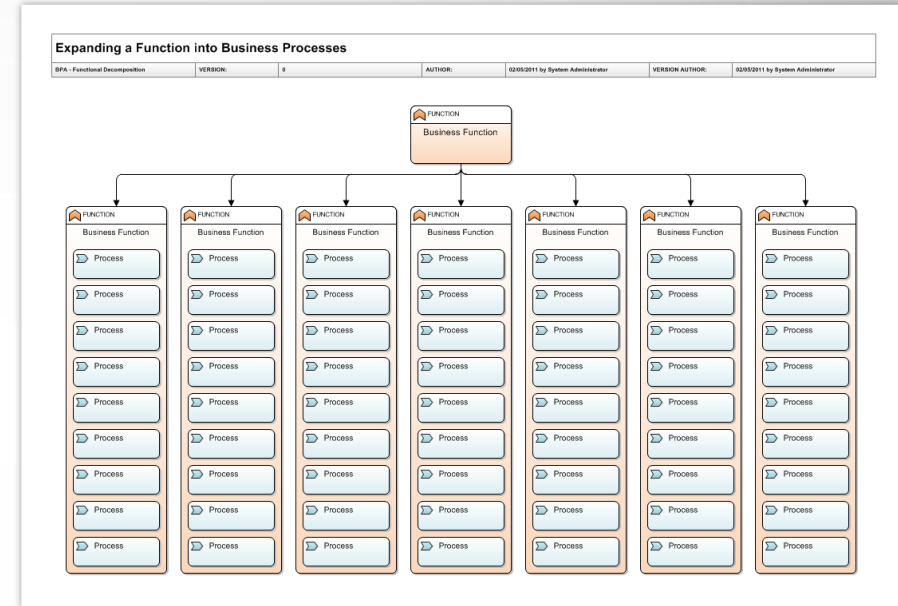 Expanding a Function into Business Processes
BPA - Functional Decomposition VERSION: 0 AUTHOR: 02/05/2011 by System Administrator VERSION AUTHOR: 02/05/2011 by System Administrator
FUNCTION
Business Function
FUNCTION FUNCTION FUNCTION FUNCTION FUNCTION FUNCTION FUNCTION
Business Function Business Function Business Function Business Function Business Function Business Function Business Function
Process Process Process Process Process Process Process
Process Process Process Process Process Process Process
Process Process Process Process Process Process Process
Process Process Process Process Process Process Process
Process Process Process Process Process Process Process
Process Process Process Process Process Process Process
Process Process Process Process Process Process Process
Process Process Process Process Process Process Process
Process Process Process Process Process Process Process